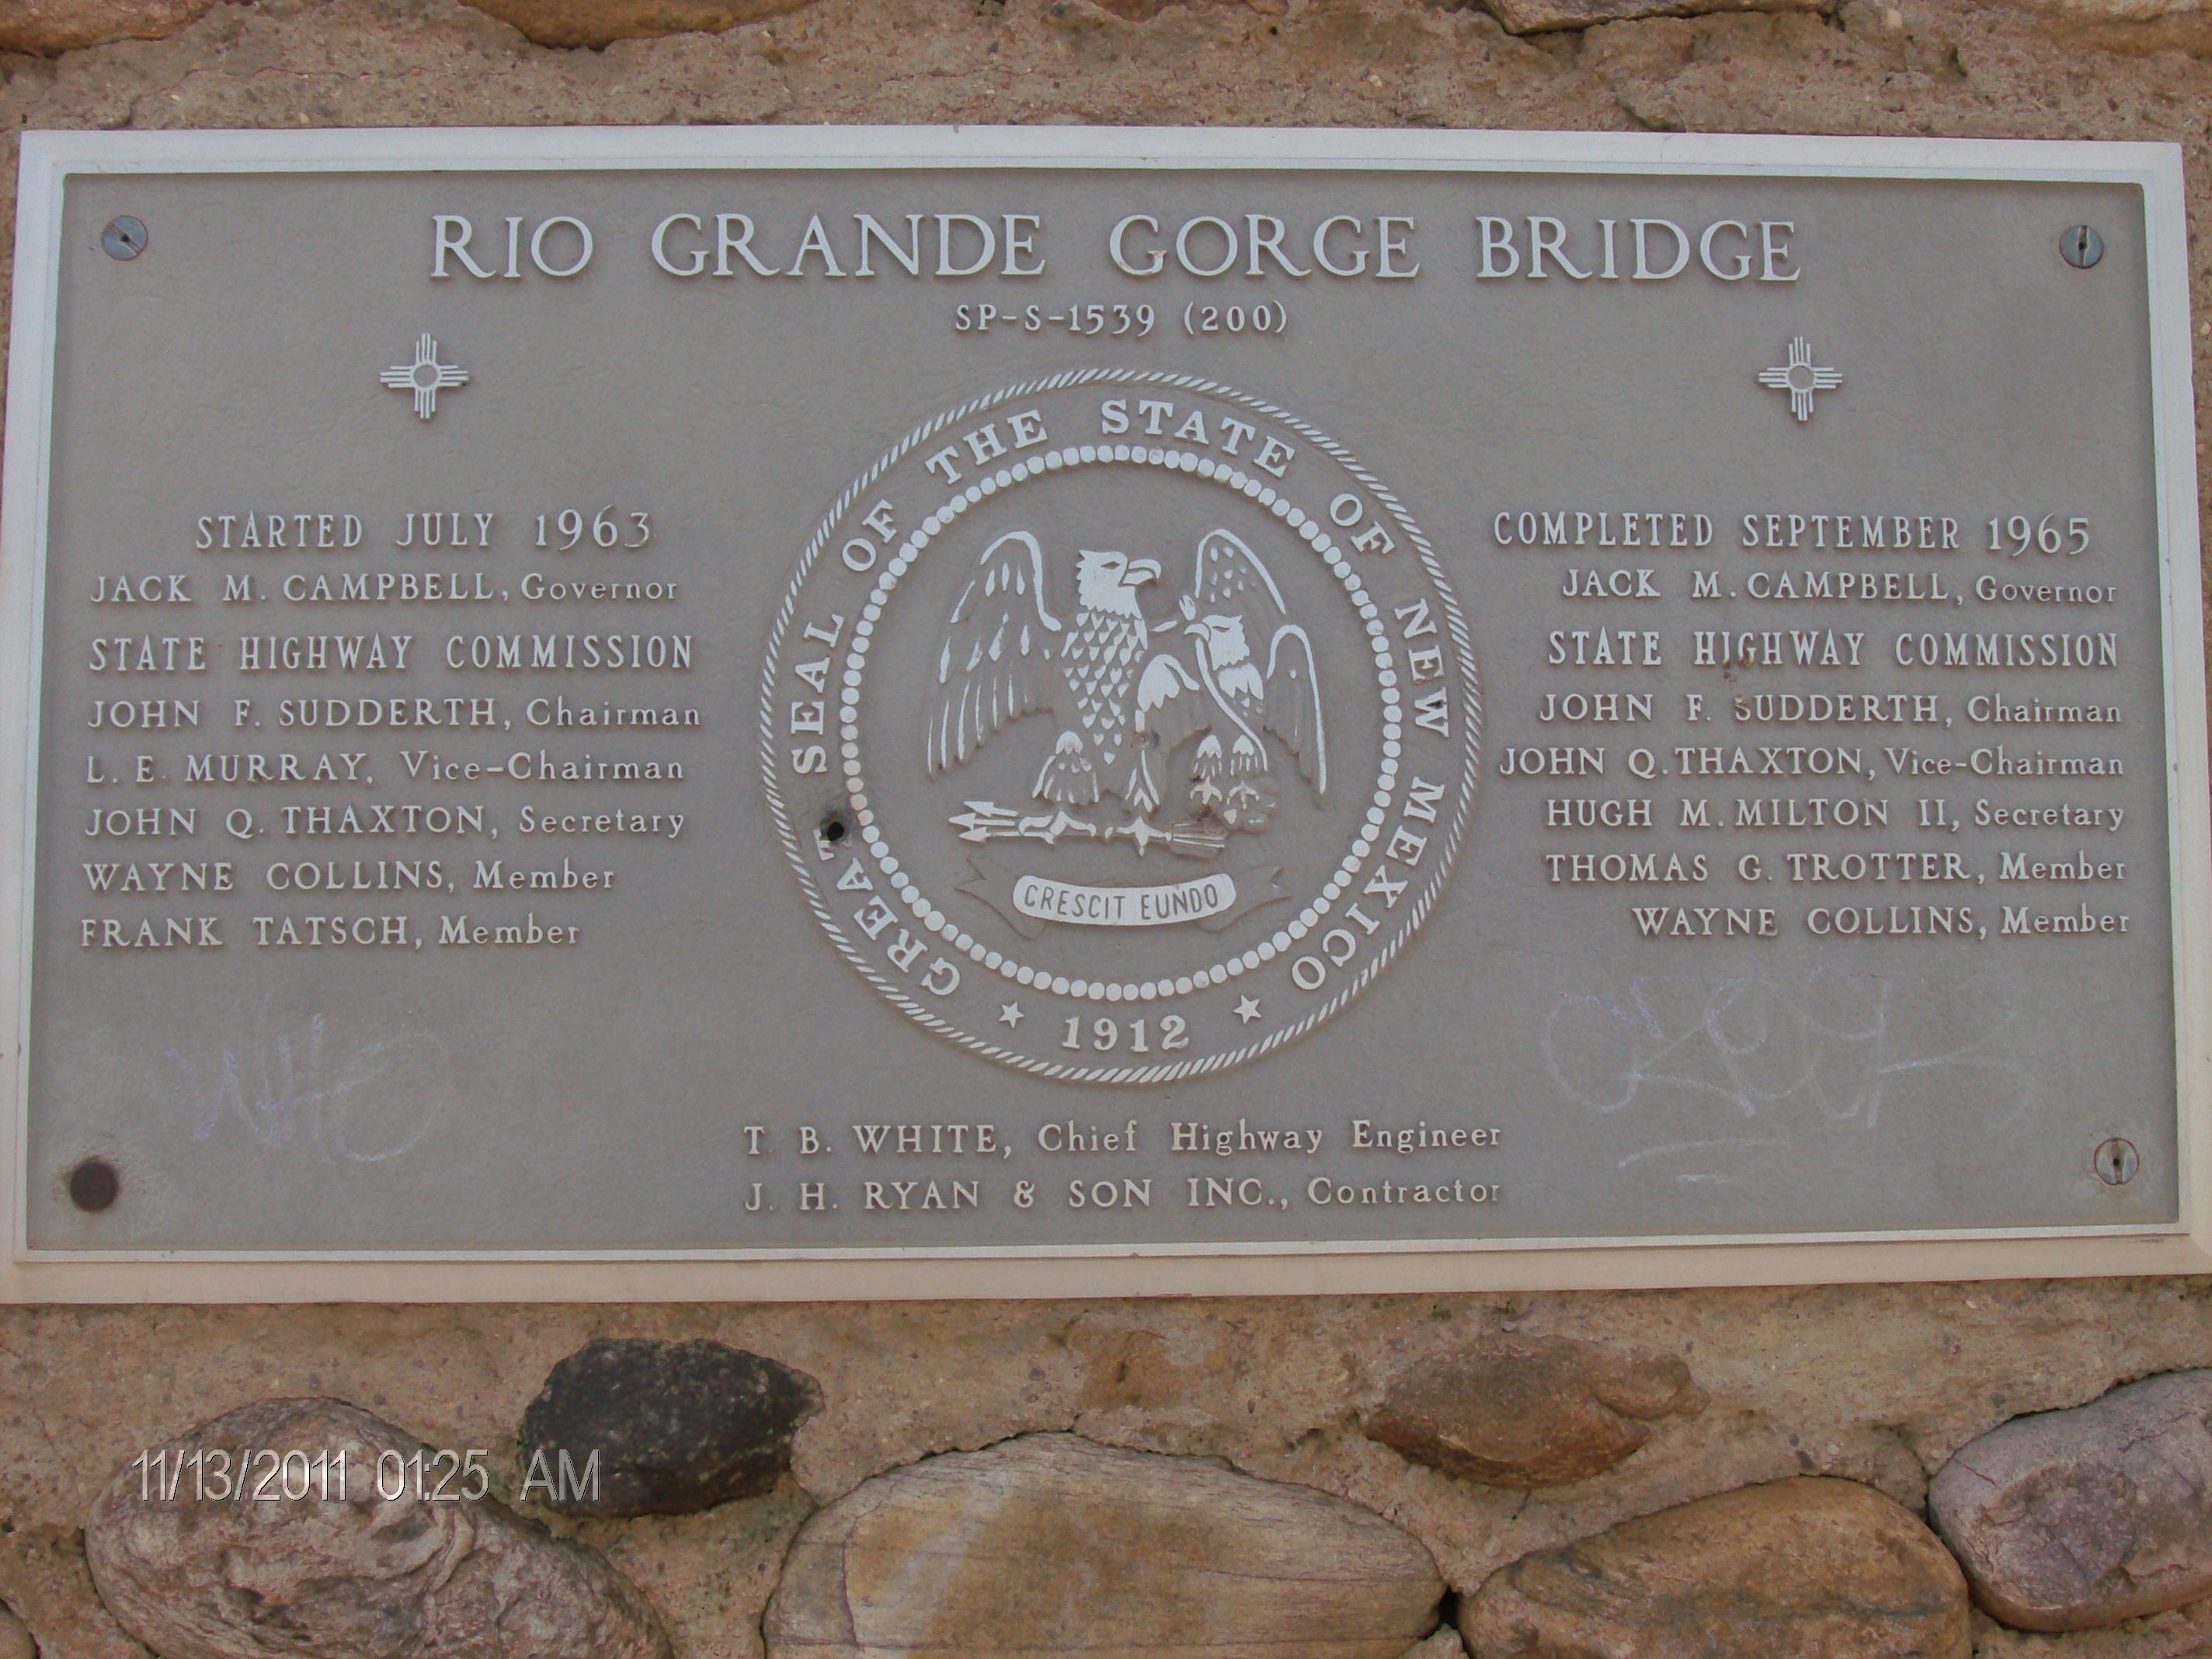 RIO GRANDE GORGE BRIDGE
SP-S-1539 (200)
STARTED JULY 1963
JACK M. CAMPBELL, Governor
STATE HIGHWAY COMMISSION
JOHN F. SUDDERTH, Chairman
L. E. MURRAY, Vice-Chairman
JOHN Q. THAXTON, Secretary
WAYNE COLLINS, Member
FRANK TATSCH, Member
GREAT SEAL OF THE STATE OF NEW MEXICO
CRESCIT EUNDO
1912
COMPLETED SEPTEMBER 1965
JACK M. CAMPBELL, Governor
STATE HIGHWAY COMMISSION
JOHN F. SUDDERTH, Chairman
JOHN Q. THAXTON, Vice-Chairman
HUGH M. MILTON II, Secretary
THOMAS G. TROTTER, Member
WAYNE COLLINS, Member
T. B. WHITE, Chief Highway Engineer
J. H. RYAN & SON INC., Contractor
11/13/2011 01:25 AM